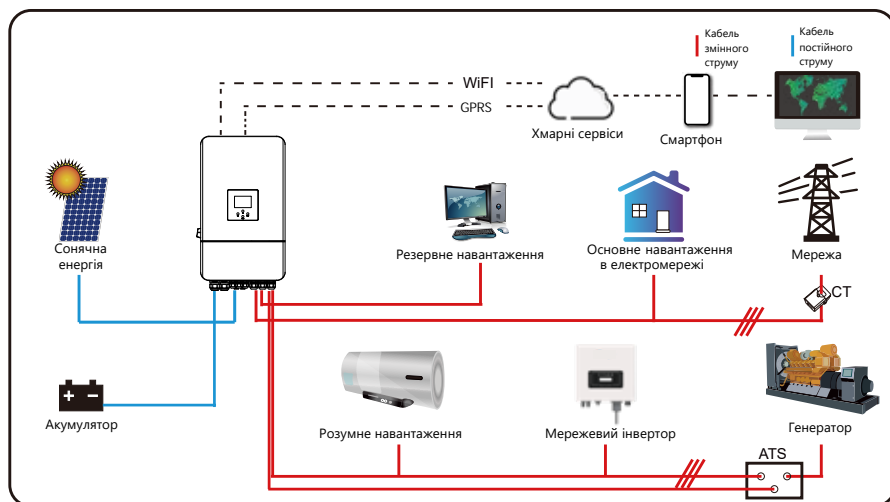 Кабель
змінного
струму
Кабель
постійного
струму
WiFI
GPRS
Хмарні сервіси
Смартфон
Сонячна
енергія
Резервне навантаження
Основне навантаження
в електромережі
Мережа
CT
Акумулятор
Розумне навантаження
Мережевий інвертор
Генератор
ATS